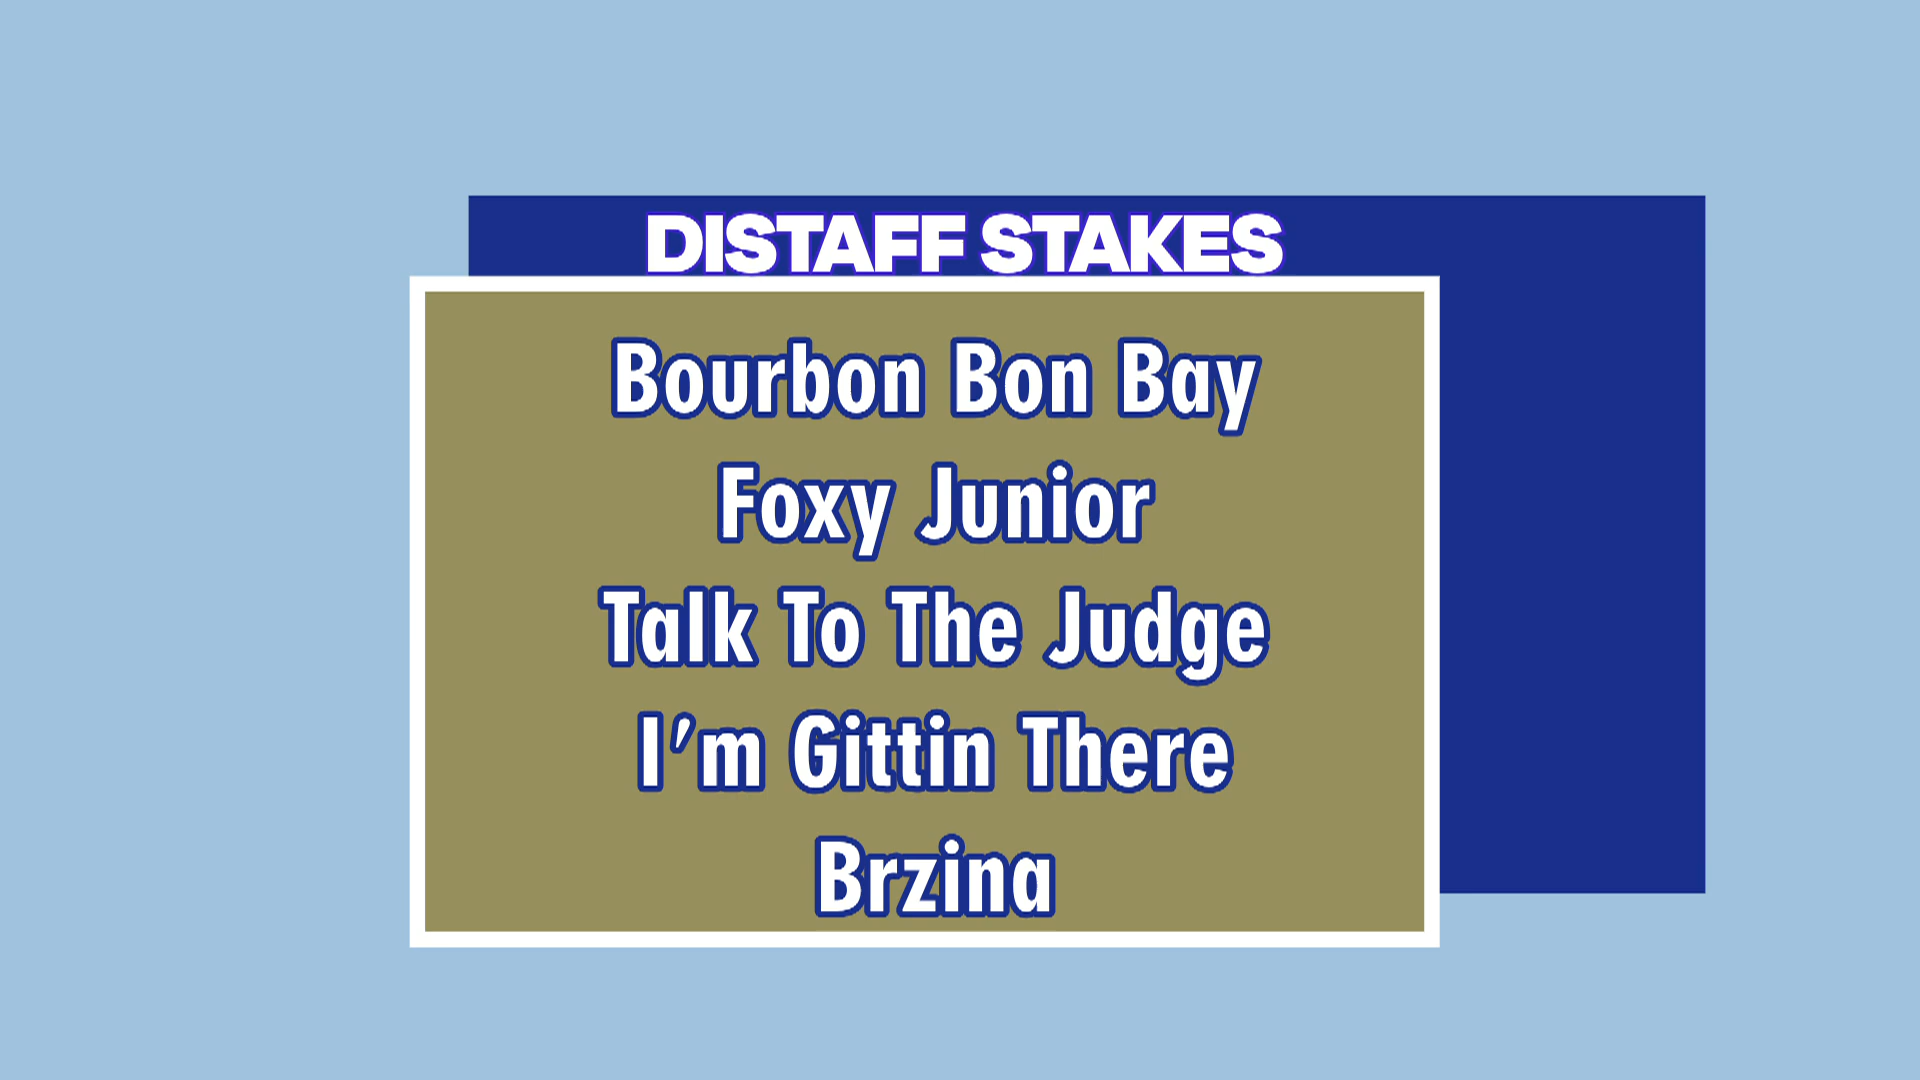 DISTAFF STAKES
Bourbon Bon Bay
Foxy Junior
Talk To The Judge
I'm Gittin There
Brzina